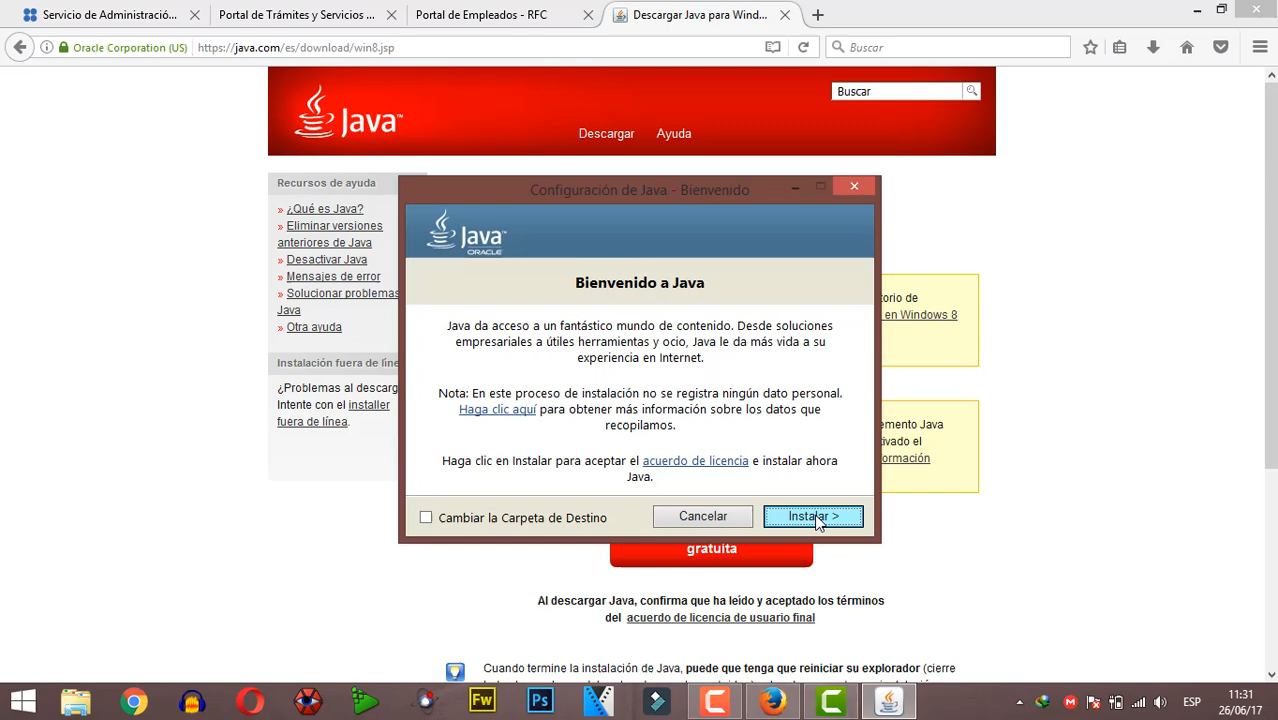 Servicio de Administració...
Portal de Trámites y Servicios ...
Portal de Empleados - RFC
Descargar Java para Wind...
Oracle Corporation (US)
https://java.com/es/download/win8.jsp
Buscar
Java™
Buscar
Descargar
Ayuda
Recursos de ayuda
» ¿Qué es Java?
» Eliminar versiones
anteriores de Java
» Desactivar Java
» Mensajes de error
» Solucionar problemas
Java
» Otra ayuda
Instalación fuera de líne
¿Problemas al descarg
Intente con el installer
fuera de línea.
Configuración de Java - Bienvenido
Java
ORACLE
Bienvenido a Java
Java da acceso a un fantástico mundo de contenido. Desde soluciones
empresariales a útiles herramientas y ocio, Java le da más vida a su
experiencia en Internet.
Nota: En este proceso de instalación no se registra ningún dato personal.
Haga clic aquí para obtener más información sobre los datos que
recopilamos.
Haga clic en Instalar para aceptar el acuerdo de licencia e instalar ahora
Java.
Cambiar la Carpeta de Destino
Cancelar
Instalar >
torio de
en Windows 8
emento Java
tivado el
formación
gratuita
Al descargar Java, confirma que ha leído y aceptado los términos
del acuerdo de licencia de usuario final
Cuando termine la instalación de Java, puede que tenga que reiniciar su explorador (cierre
Fw
Ps
ESP
11:31
26/06/17